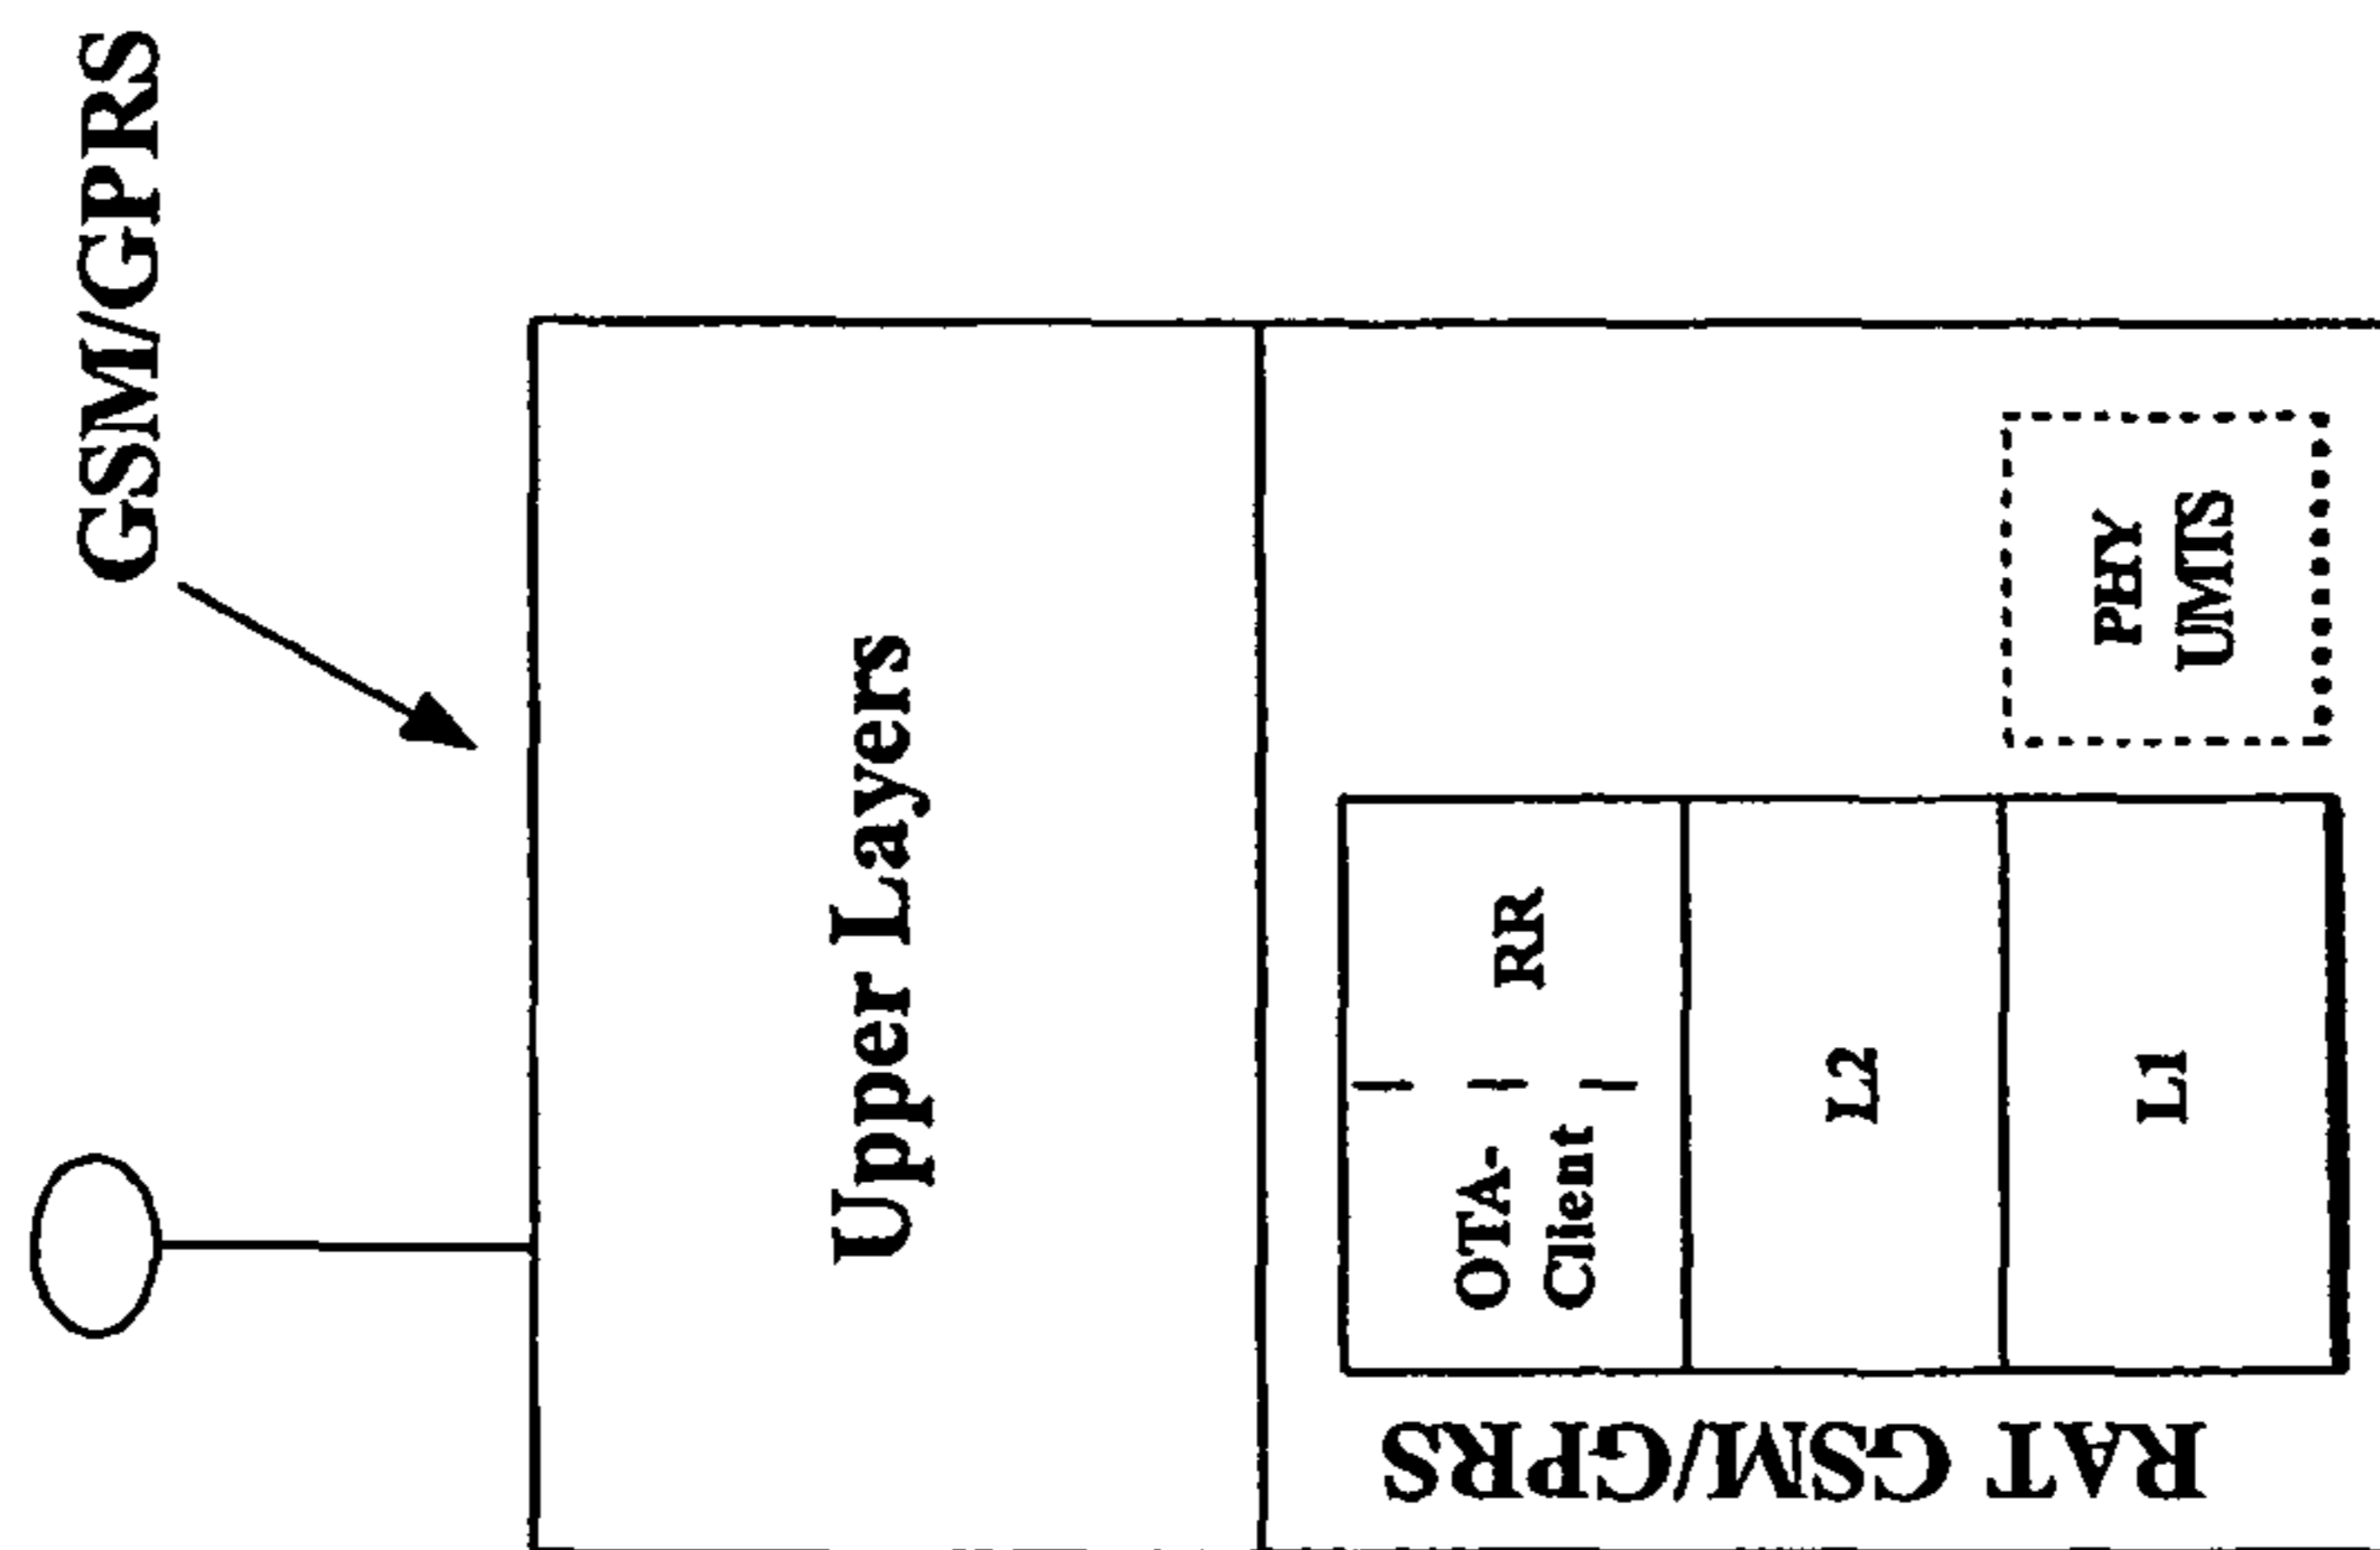 GSM/GPRS
Upper Layers
OTA-
Client
RR
L2
L1
PHY
UMTS
RAT GSM/GPRS